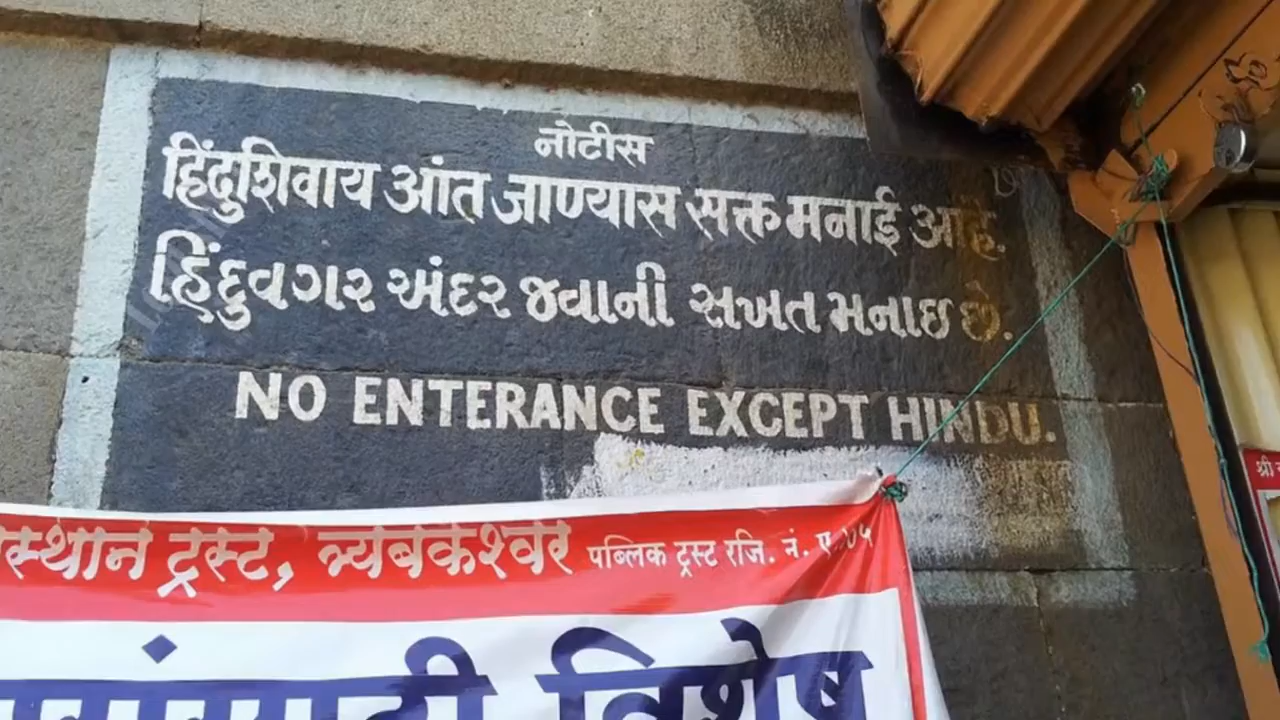 नोटीस
हिंदुशिवाय आंत जाण्यास सक्त मनाई आहे.
હિંદુવગર અંદર જવાની સખત મનાઇ છે.
NO ENTERANCE EXCEPT HINDU.
स्थान ट्रस्ट, त्र्यंबकेश्वर पब्लिक ट्रस्ट रजि. नं.
विशेष
श्री